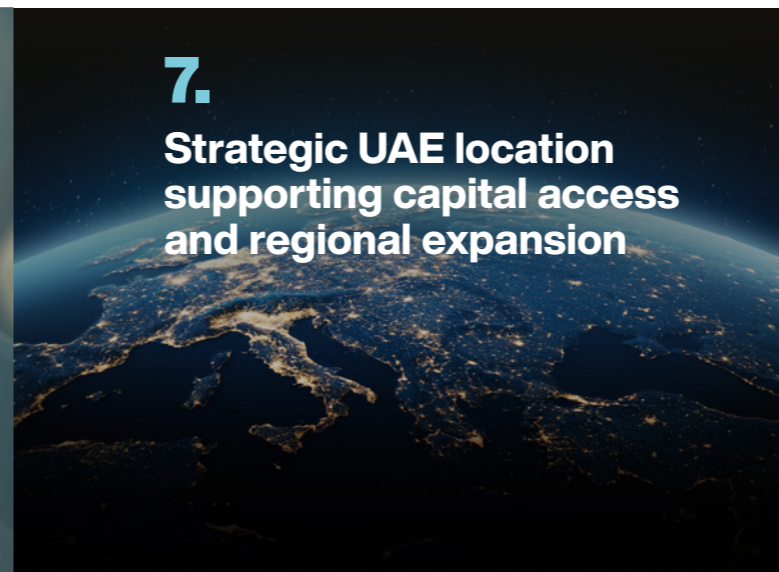 7.
Strategic UAE location
supporting capital access
and regional expansion